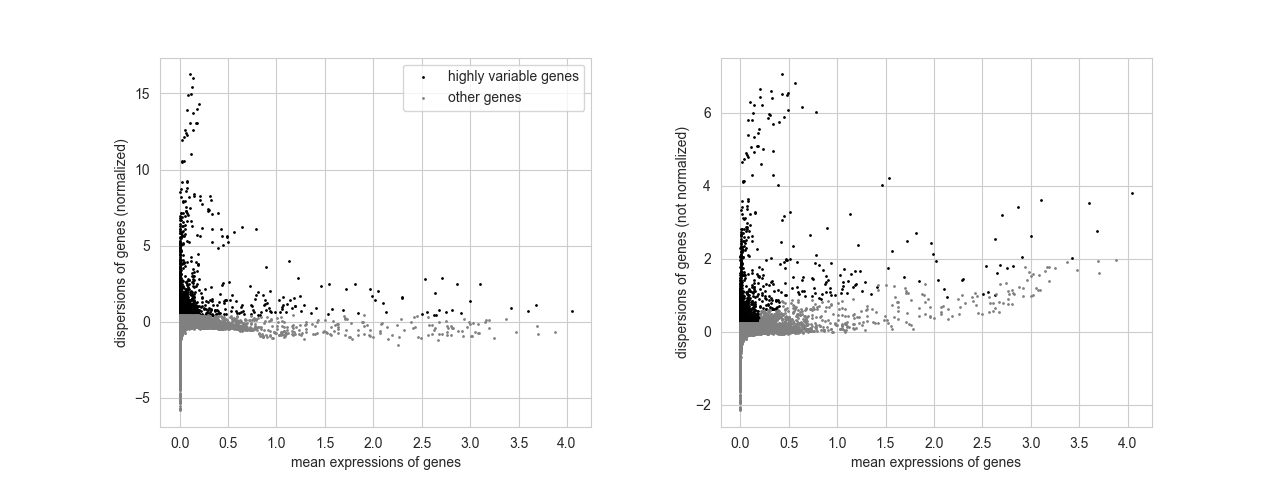 highly variable genes
other genes
dispersions of genes (normalized)
15
10
5
0
−5
0.0 0.5 1.0 1.5 2.0 2.5 3.0 3.5 4.0
mean expressions of genes
dispersions of genes (not normalized)
6
4
2
0
−2
0.0 0.5 1.0 1.5 2.0 2.5 3.0 3.5 4.0
mean expressions of genes